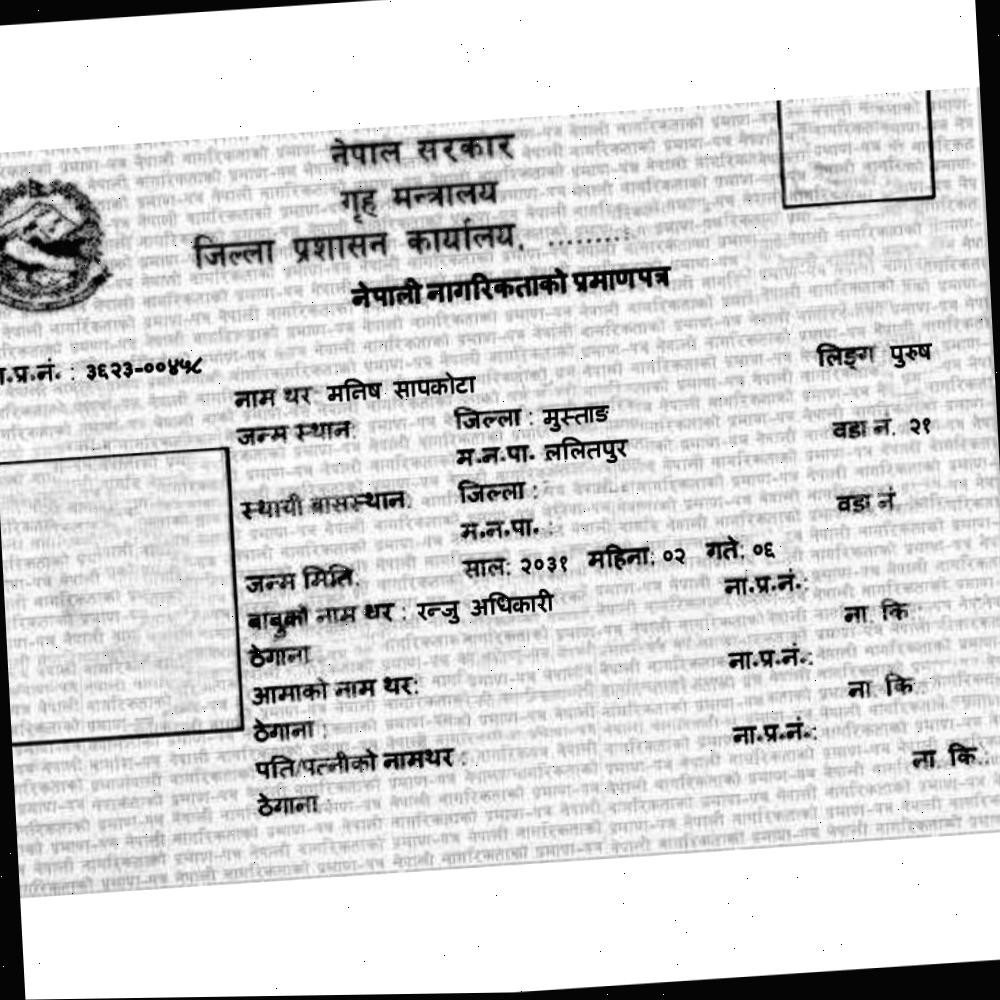 नेपाल सरकार
गृह मन्त्रालय
जिल्ला प्रशासन कार्यालय, .........
नेपाली नागरिकताको प्रमाणपत्र
ना.प्र.नं. : ३६२३-००४५८
लिङ्ग पुरुष
नाम थर मनिष सापकोटा
जन्म स्थान जिल्ला : मुस्ताङ
म.न.पा. ललितपुर वडा नं. २१
स्थायी बासस्थान जिल्ला :
म.न.पा. : वडा नं
जन्म मिति. साल: २०३१ महिना: ०२ गते: ०६
बाबुको नाम थर : रन्जु अधिकारी ना.प्र.नं.:
ठेगाना ना कि
आमाको नाम थर: ना.प्र.नं.:
ठेगाना : ना कि
पति/पत्नीको नामथर : ना.प्र.नं.:
ठेगाना ना कि.